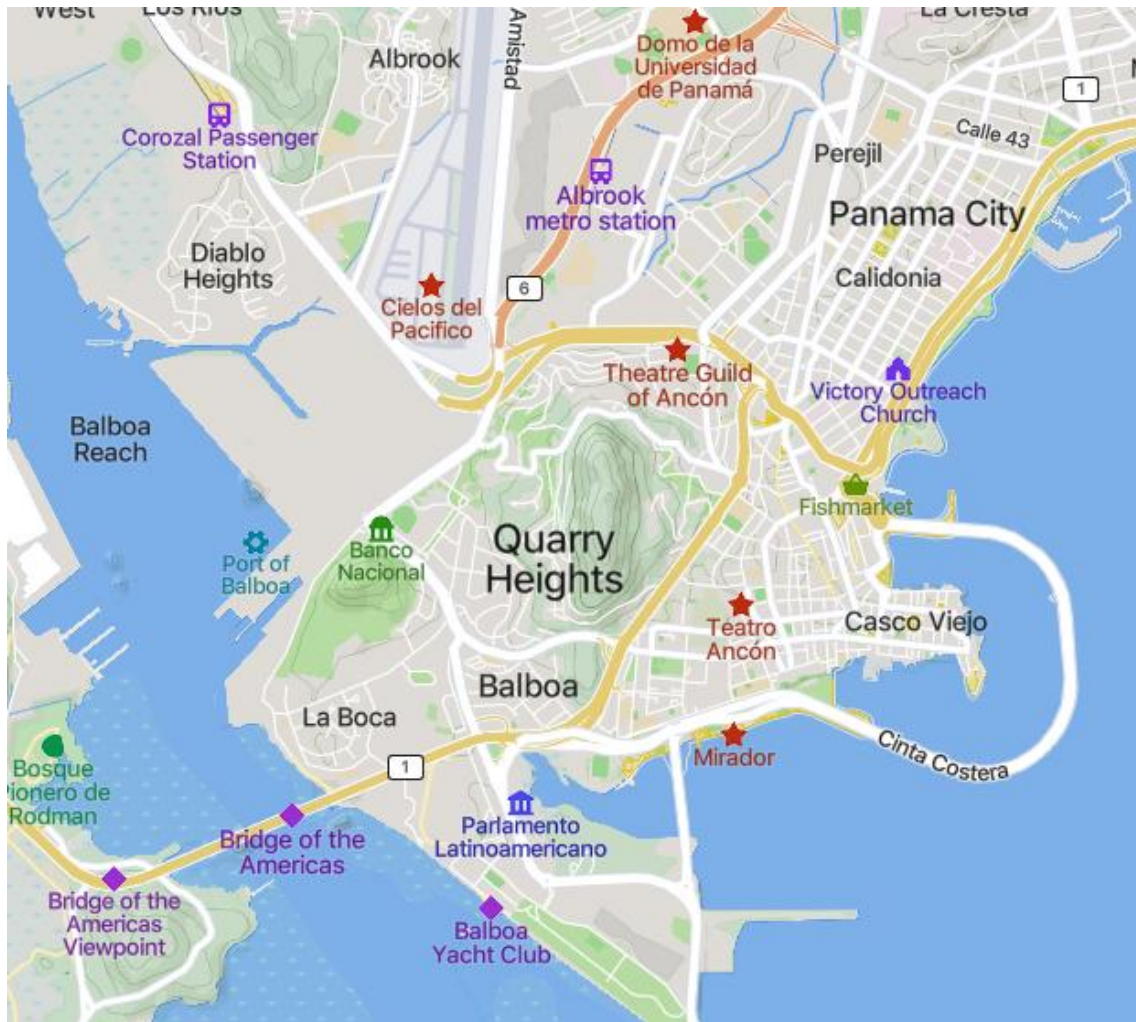 West
Los Ríos
Amistad
La Cresta
Albrook
Domo de la
Universidad
de Panamá
1
Corozal Passenger
Station
Calle 43
Perejil
Albrook
metro station
Panama City
Diablo
Heights
Calidonia
6
Cielos del
Pacifico
Theatre Guild
of Ancón
Victory Outreach
Church
Balboa
Reach
Fishmarket
Quarry
Heights
Banco
Nacional
Port of
Balboa
Teatro
Ancón
Casco Viejo
Balboa
La Boca
Cinta Costera
Mirador
1
Bosque
ionero de
Rodman
Bridge of the
Americas
Parlamento
Latinoamericano
Bridge of the
Americas
Viewpoint
Balboa
Yacht Club